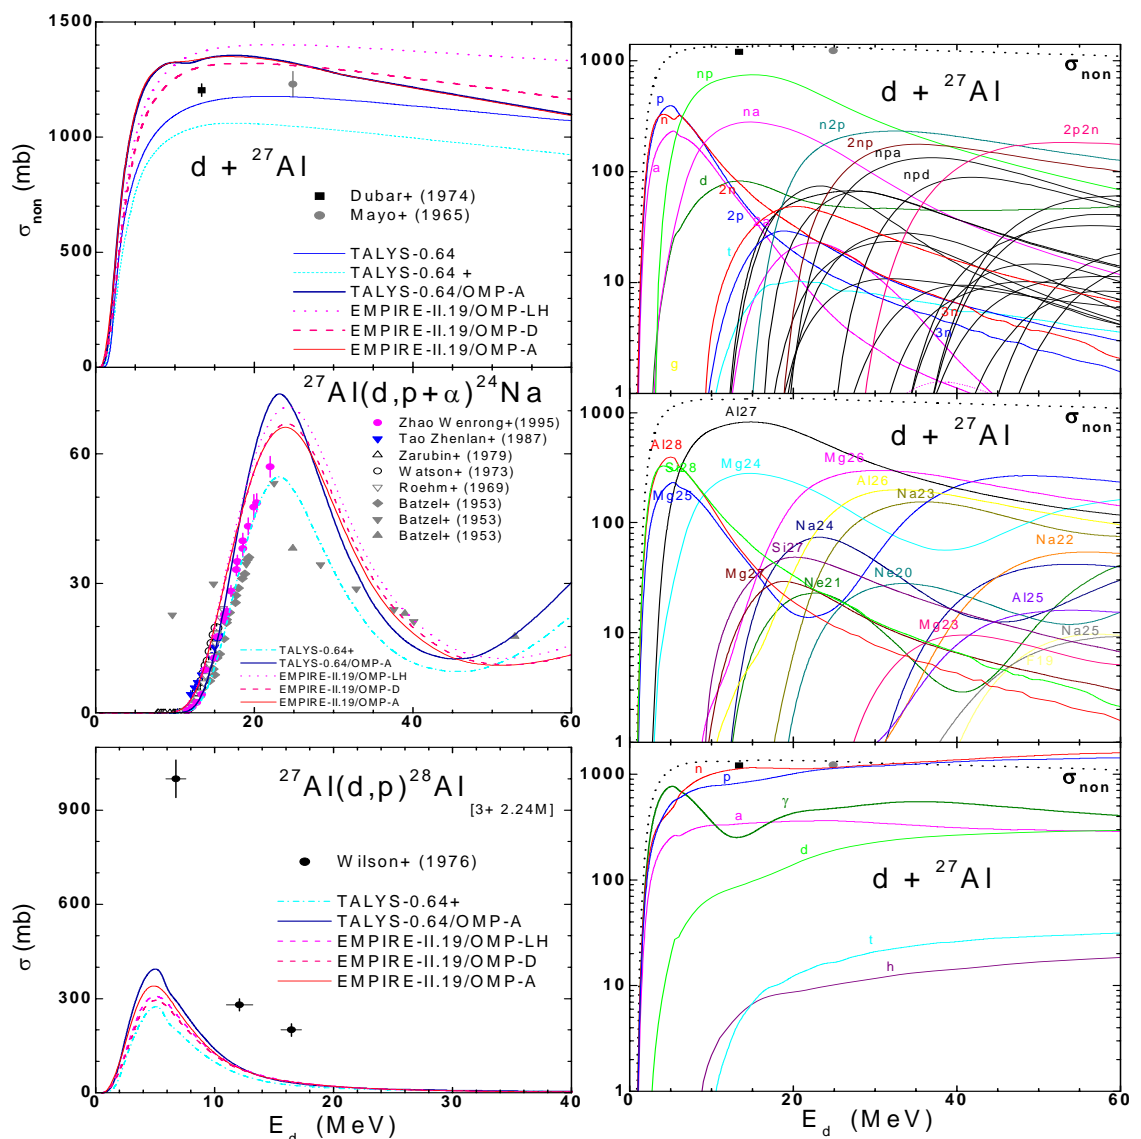 1500
1000
500
0
σnon (mb)
d + 27Al
Dubar+ (1974)
Mayo+ (1965)
TALYS-0.64
TALYS-0.64 +
TALYS-0.64/OMP-A
EMPIRE-II.19/OMP-LH
EMPIRE-II.19/OMP-D
EMPIRE-II.19/OMP-A
60
30
0
27Al(d,p+α)24Na
Zhao Wenrong+(1995)
Tao Zhenlan+ (1987)
Zarubin+ (1979)
Watson+ (1973)
Roehm+ (1969)
Batzel+ (1953)
Batzel+ (1953)
Batzel+ (1953)
TALYS-0.64+
TALYS-0.64/OMP-A
EMPIRE-II.19/OMP-LH
EMPIRE-II.19/OMP-D
EMPIRE-II.19/OMP-A
0 20 40 60
900
600
300
0
σ (mb)
27Al(d,p)28Al
[3+ 2.24M]
Wilson+ (1976)
TALYS-0.64+
TALYS-0.64/OMP-A
EMPIRE-II.19/OMP-LH
EMPIRE-II.19/OMP-D
EMPIRE-II.19/OMP-A
0 10 20 30 40
Ed (MeV)
1000
100
10
1
σnon
d + 27Al
np
p
n
na
a
n2p
2np
npa
2p2n
npd
d
2n
2p
t
3n
3n
g
1000
100
10
1
σnon
d + 27Al
Al27
Al28
Si28
Mg24
Mg26
Mg25
Al26
Na23
Na24
Si27
Na22
Mg27
Ne21
Ne20
Al25
Mg23
Na25
F19
1000
100
10
1
n
p
σnon
γ
a
d
d + 27Al
t
h
0 20 40 60
Ed (MeV)